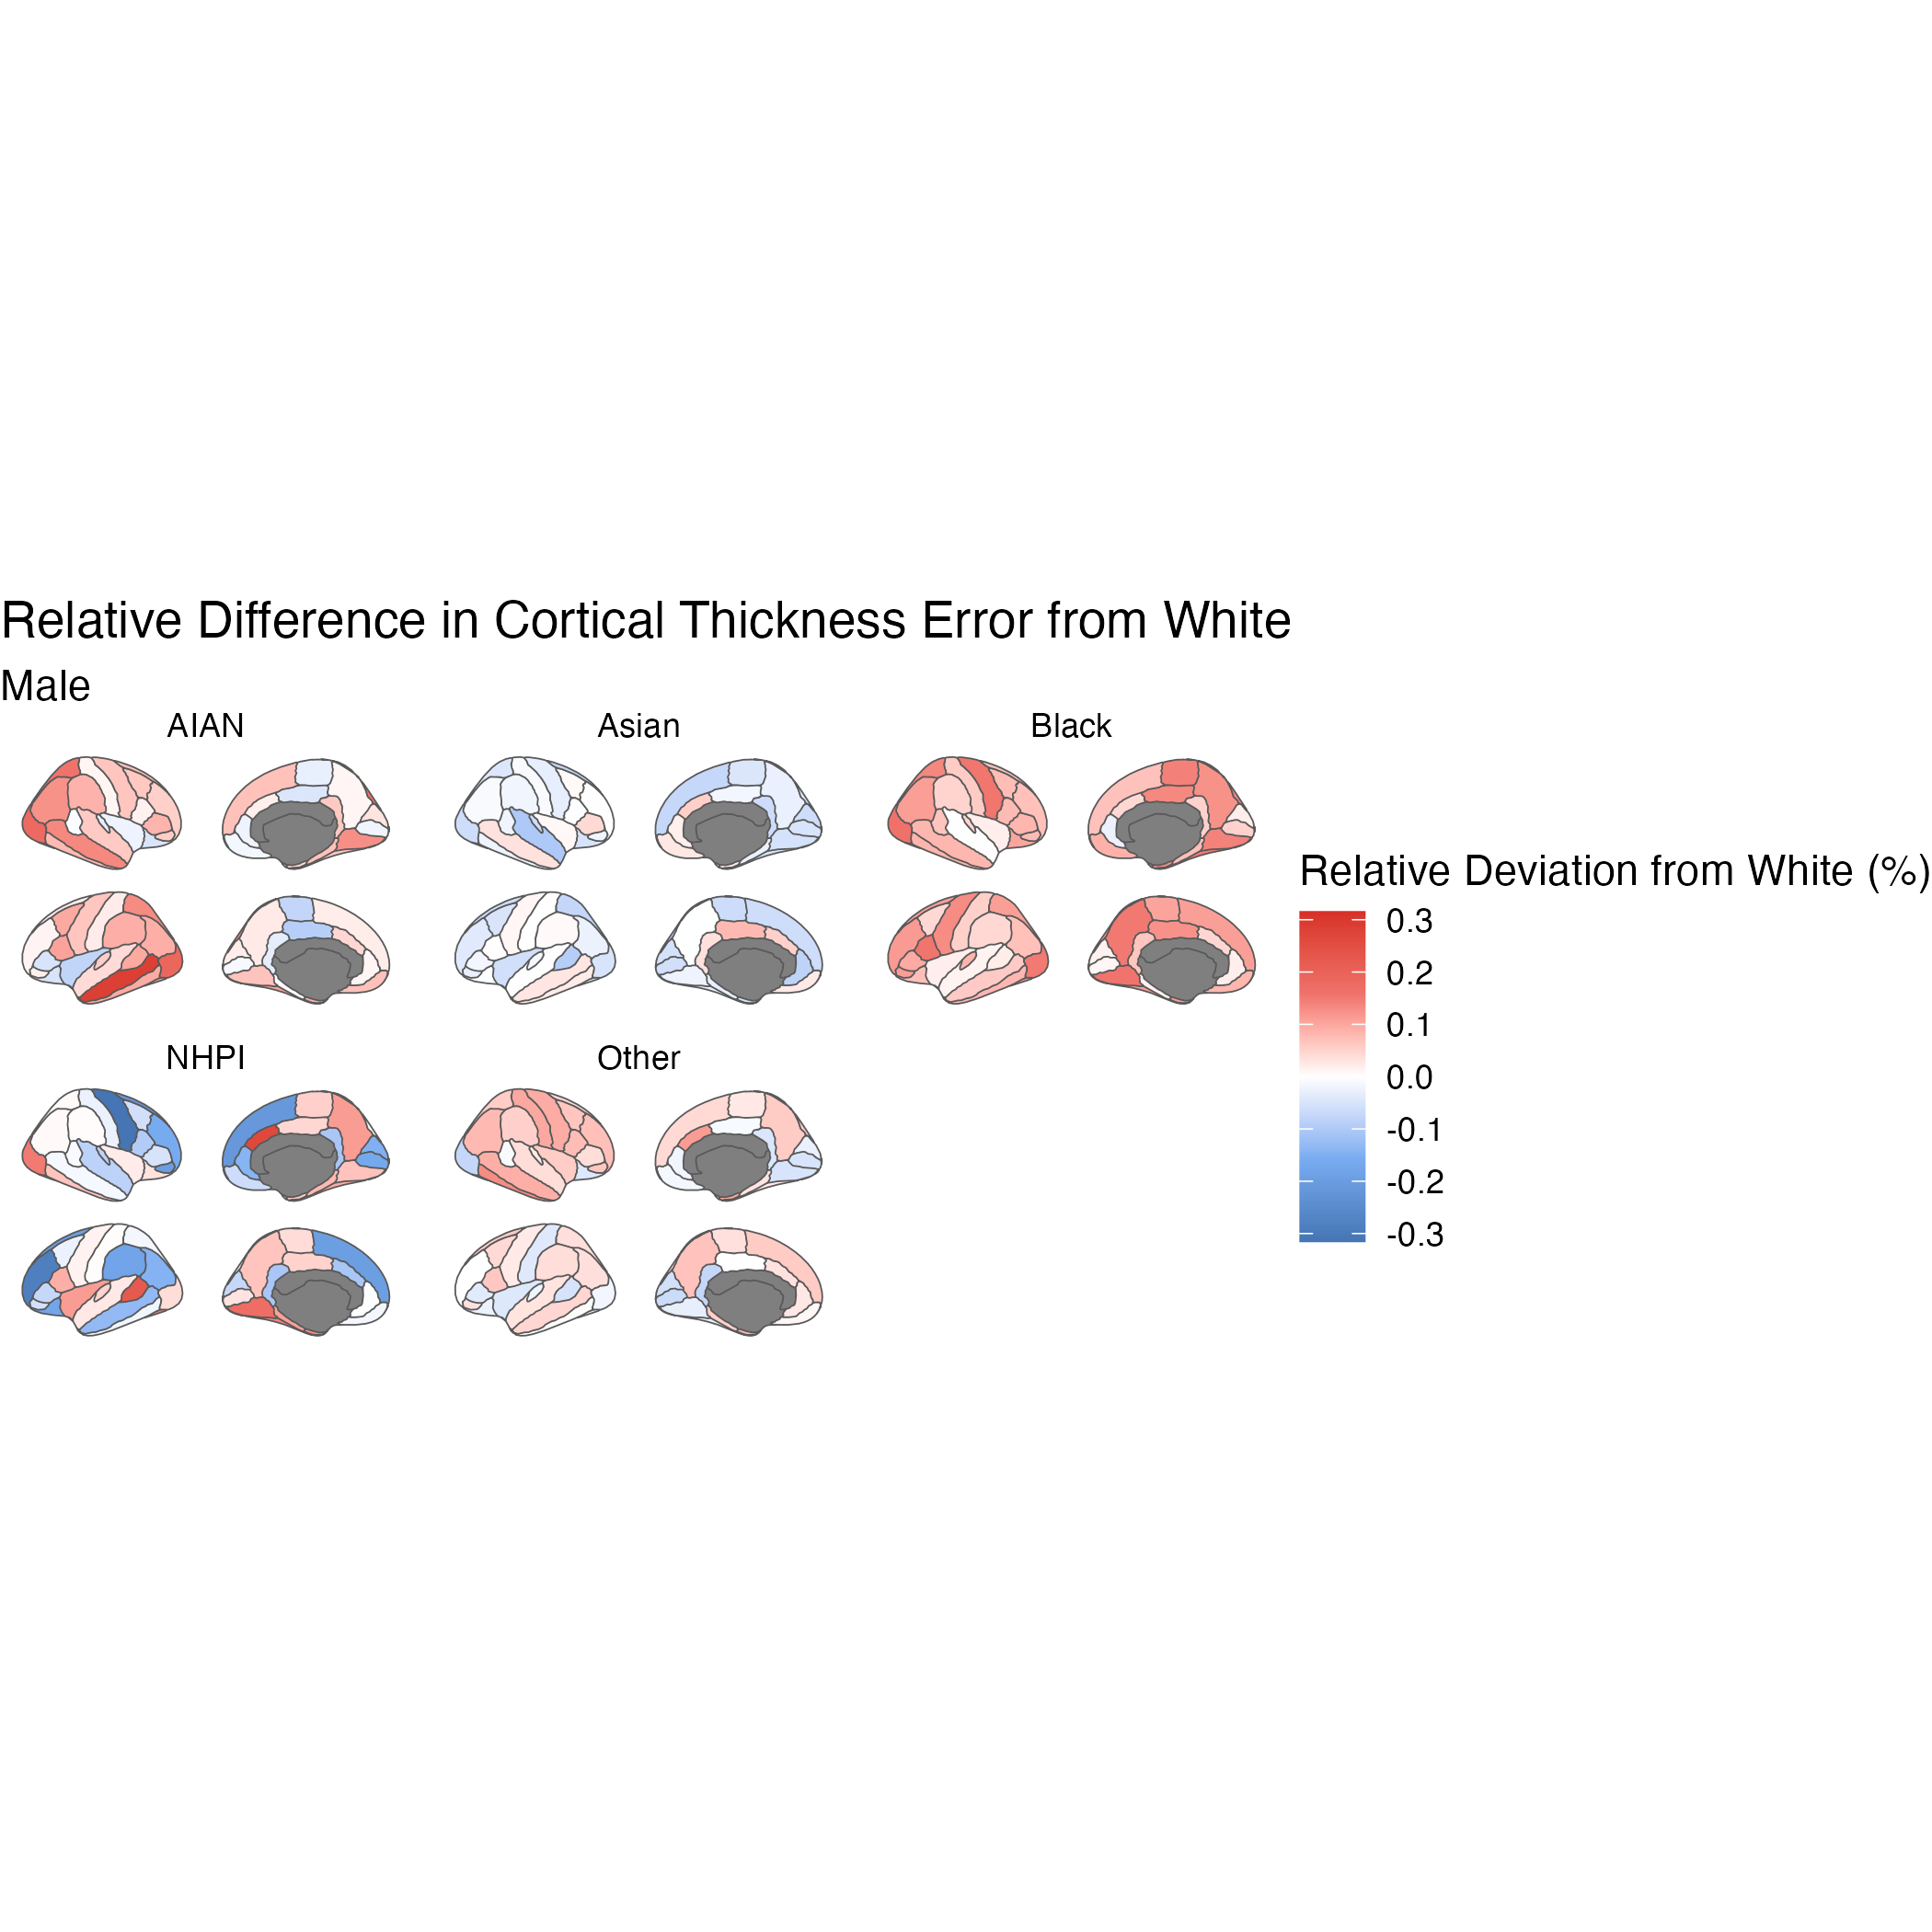 Relative Difference in Cortical Thickness Error from White
Male
AIAN
Asian
Black
NHPI
Other
Relative Deviation from White (%)
0.3
0.2
0.1
0.0
-0.1
-0.2
-0.3